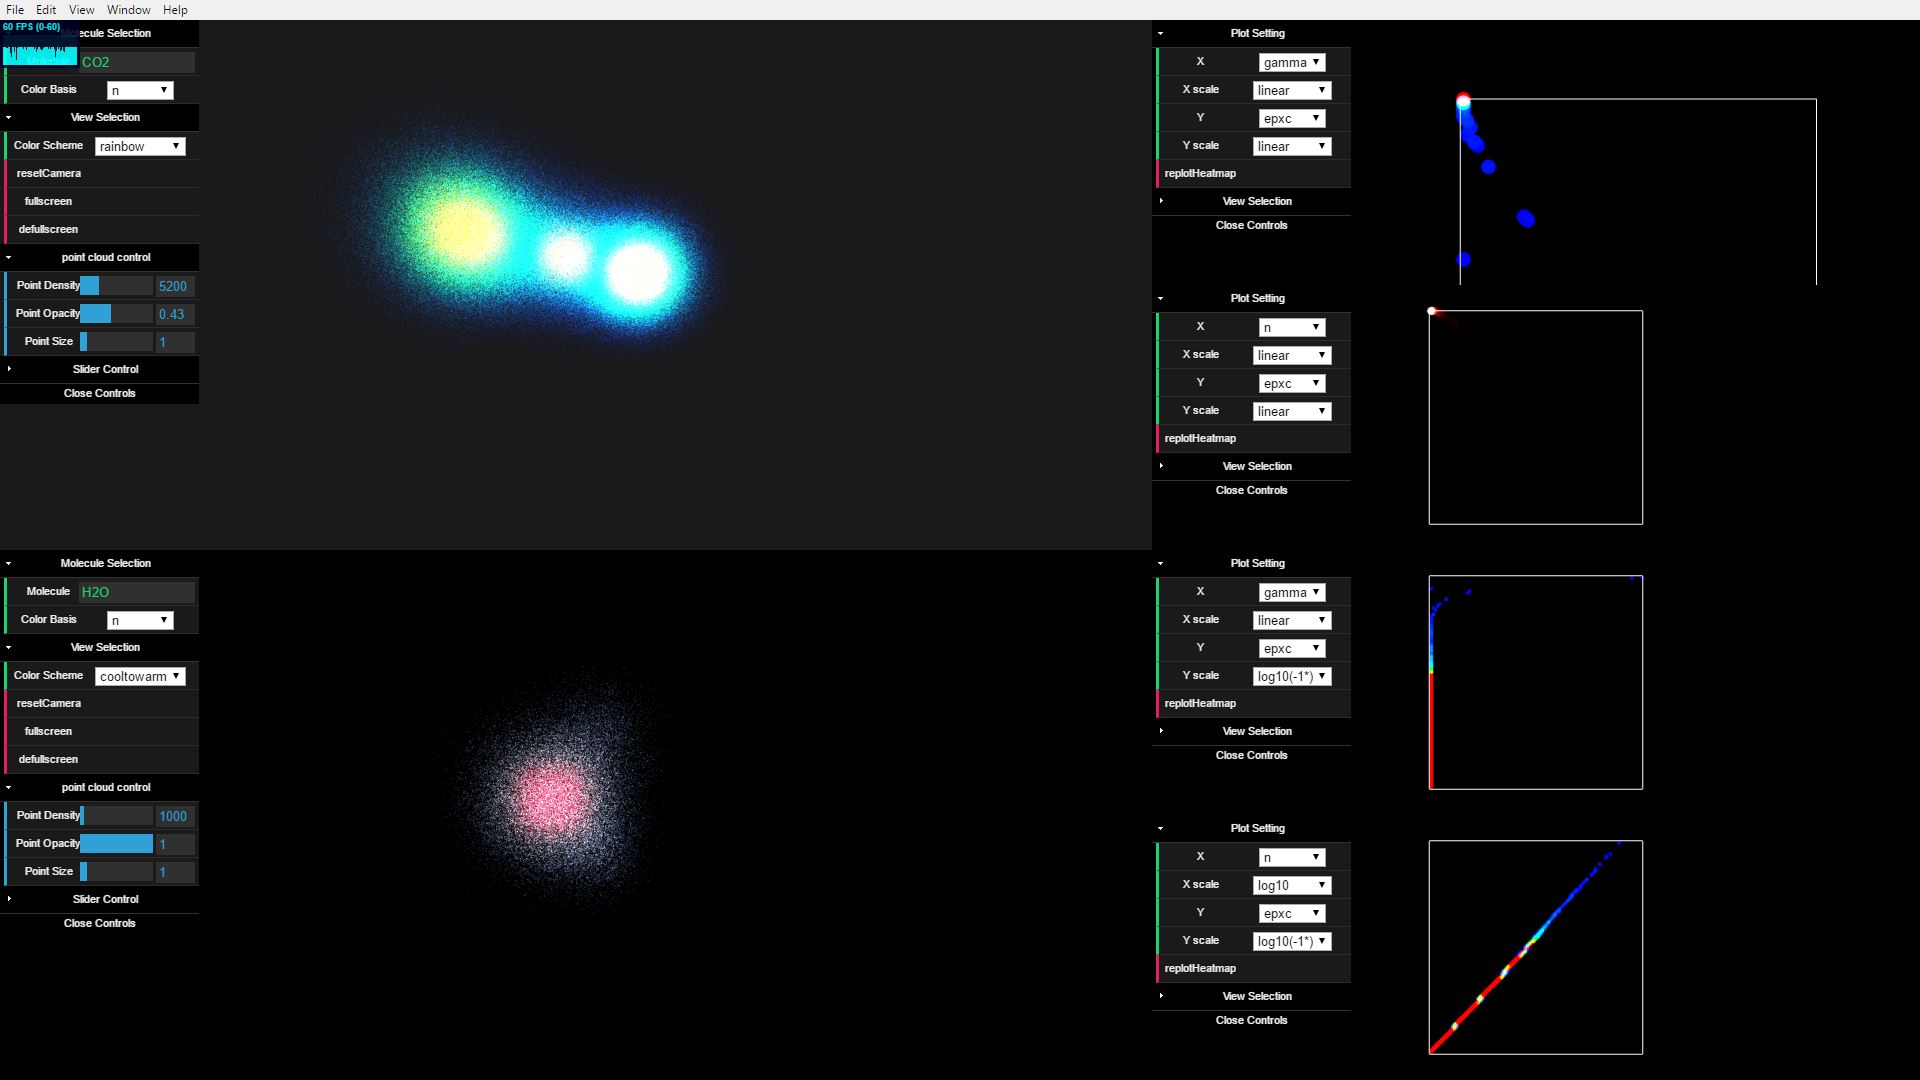 File Edit View Window Help
60 FPS (0-60)
ecule Selection
Molecule CO2
Color Basis n
View Selection
Color Scheme rainbow
resetCamera
fullscreen
defullscreen
point cloud control
Point Density 5200
Point Opacity 0.43
Point Size 1
Slider Control
Close Controls
Plot Setting
X gamma
X scale linear
Y epxc
Y scale linear
replotHeatmap
View Selection
Close Controls
Plot Setting
X n
X scale linear
Y epxc
Y scale linear
replotHeatmap
View Selection
Close Controls
Molecule Selection
Molecule H2O
Color Basis n
View Selection
Color Scheme cooltowarm
resetCamera
fullscreen
defullscreen
point cloud control
Point Density 1000
Point Opacity 1
Point Size 1
Slider Control
Close Controls
Plot Setting
X gamma
X scale linear
Y epxc
Y scale log10(-1*)
replotHeatmap
View Selection
Close Controls
Plot Setting
X n
X scale log10
Y epxc
Y scale log10(-1*)
replotHeatmap
View Selection
Close Controls